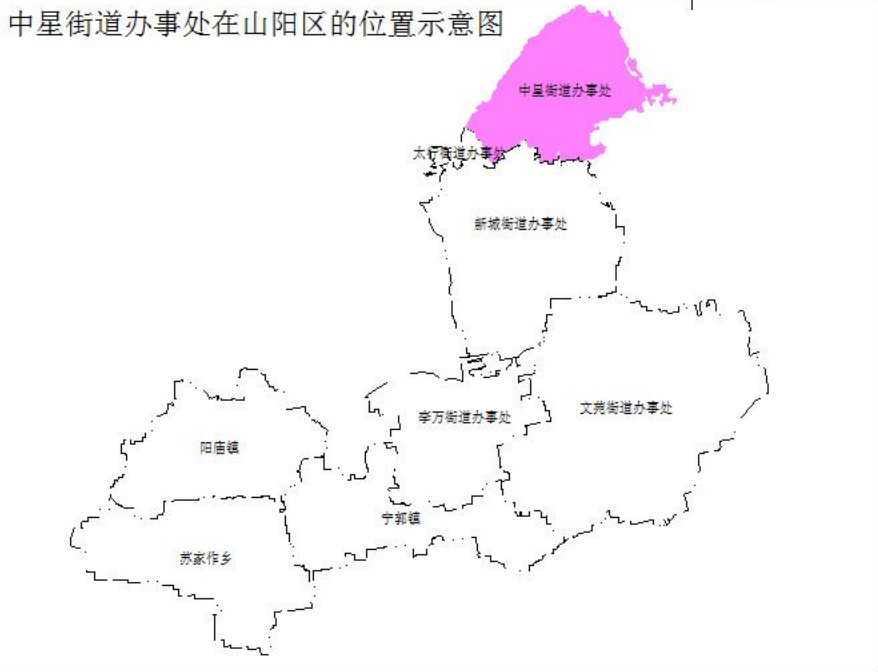 中星街道办事处在山阳区的位置示意图
中星街道办事处
太行街道办事处
新城街道办事处
李万街道办事处
文苑街道办事处
阳庙镇
宁郭镇
苏家作乡